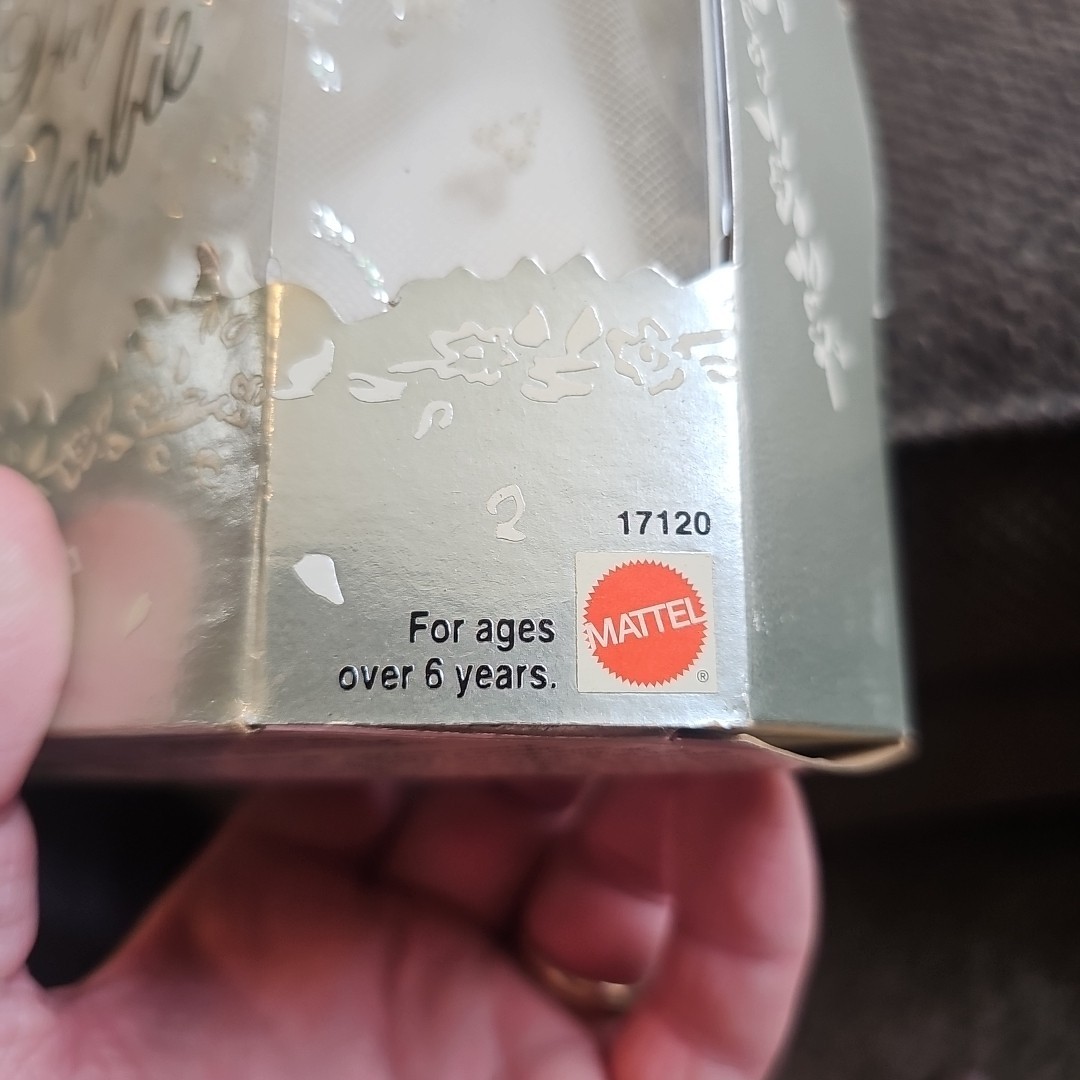 Barbie
17120
MATTEL
®
For ages
over 6 years.